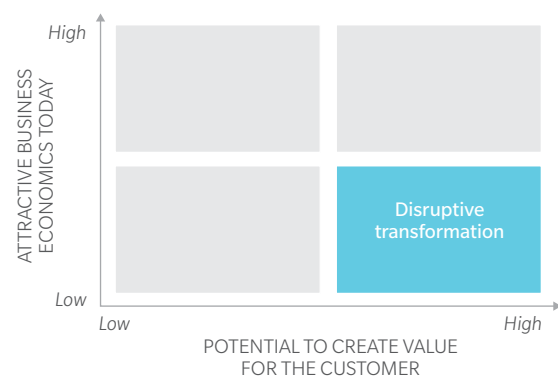 High
ATTRACTIVE BUSINESS
ECONOMICS TODAY
Disruptive
transformation
Low
Low
High
POTENTIAL TO CREATE VALUE
FOR THE CUSTOMER